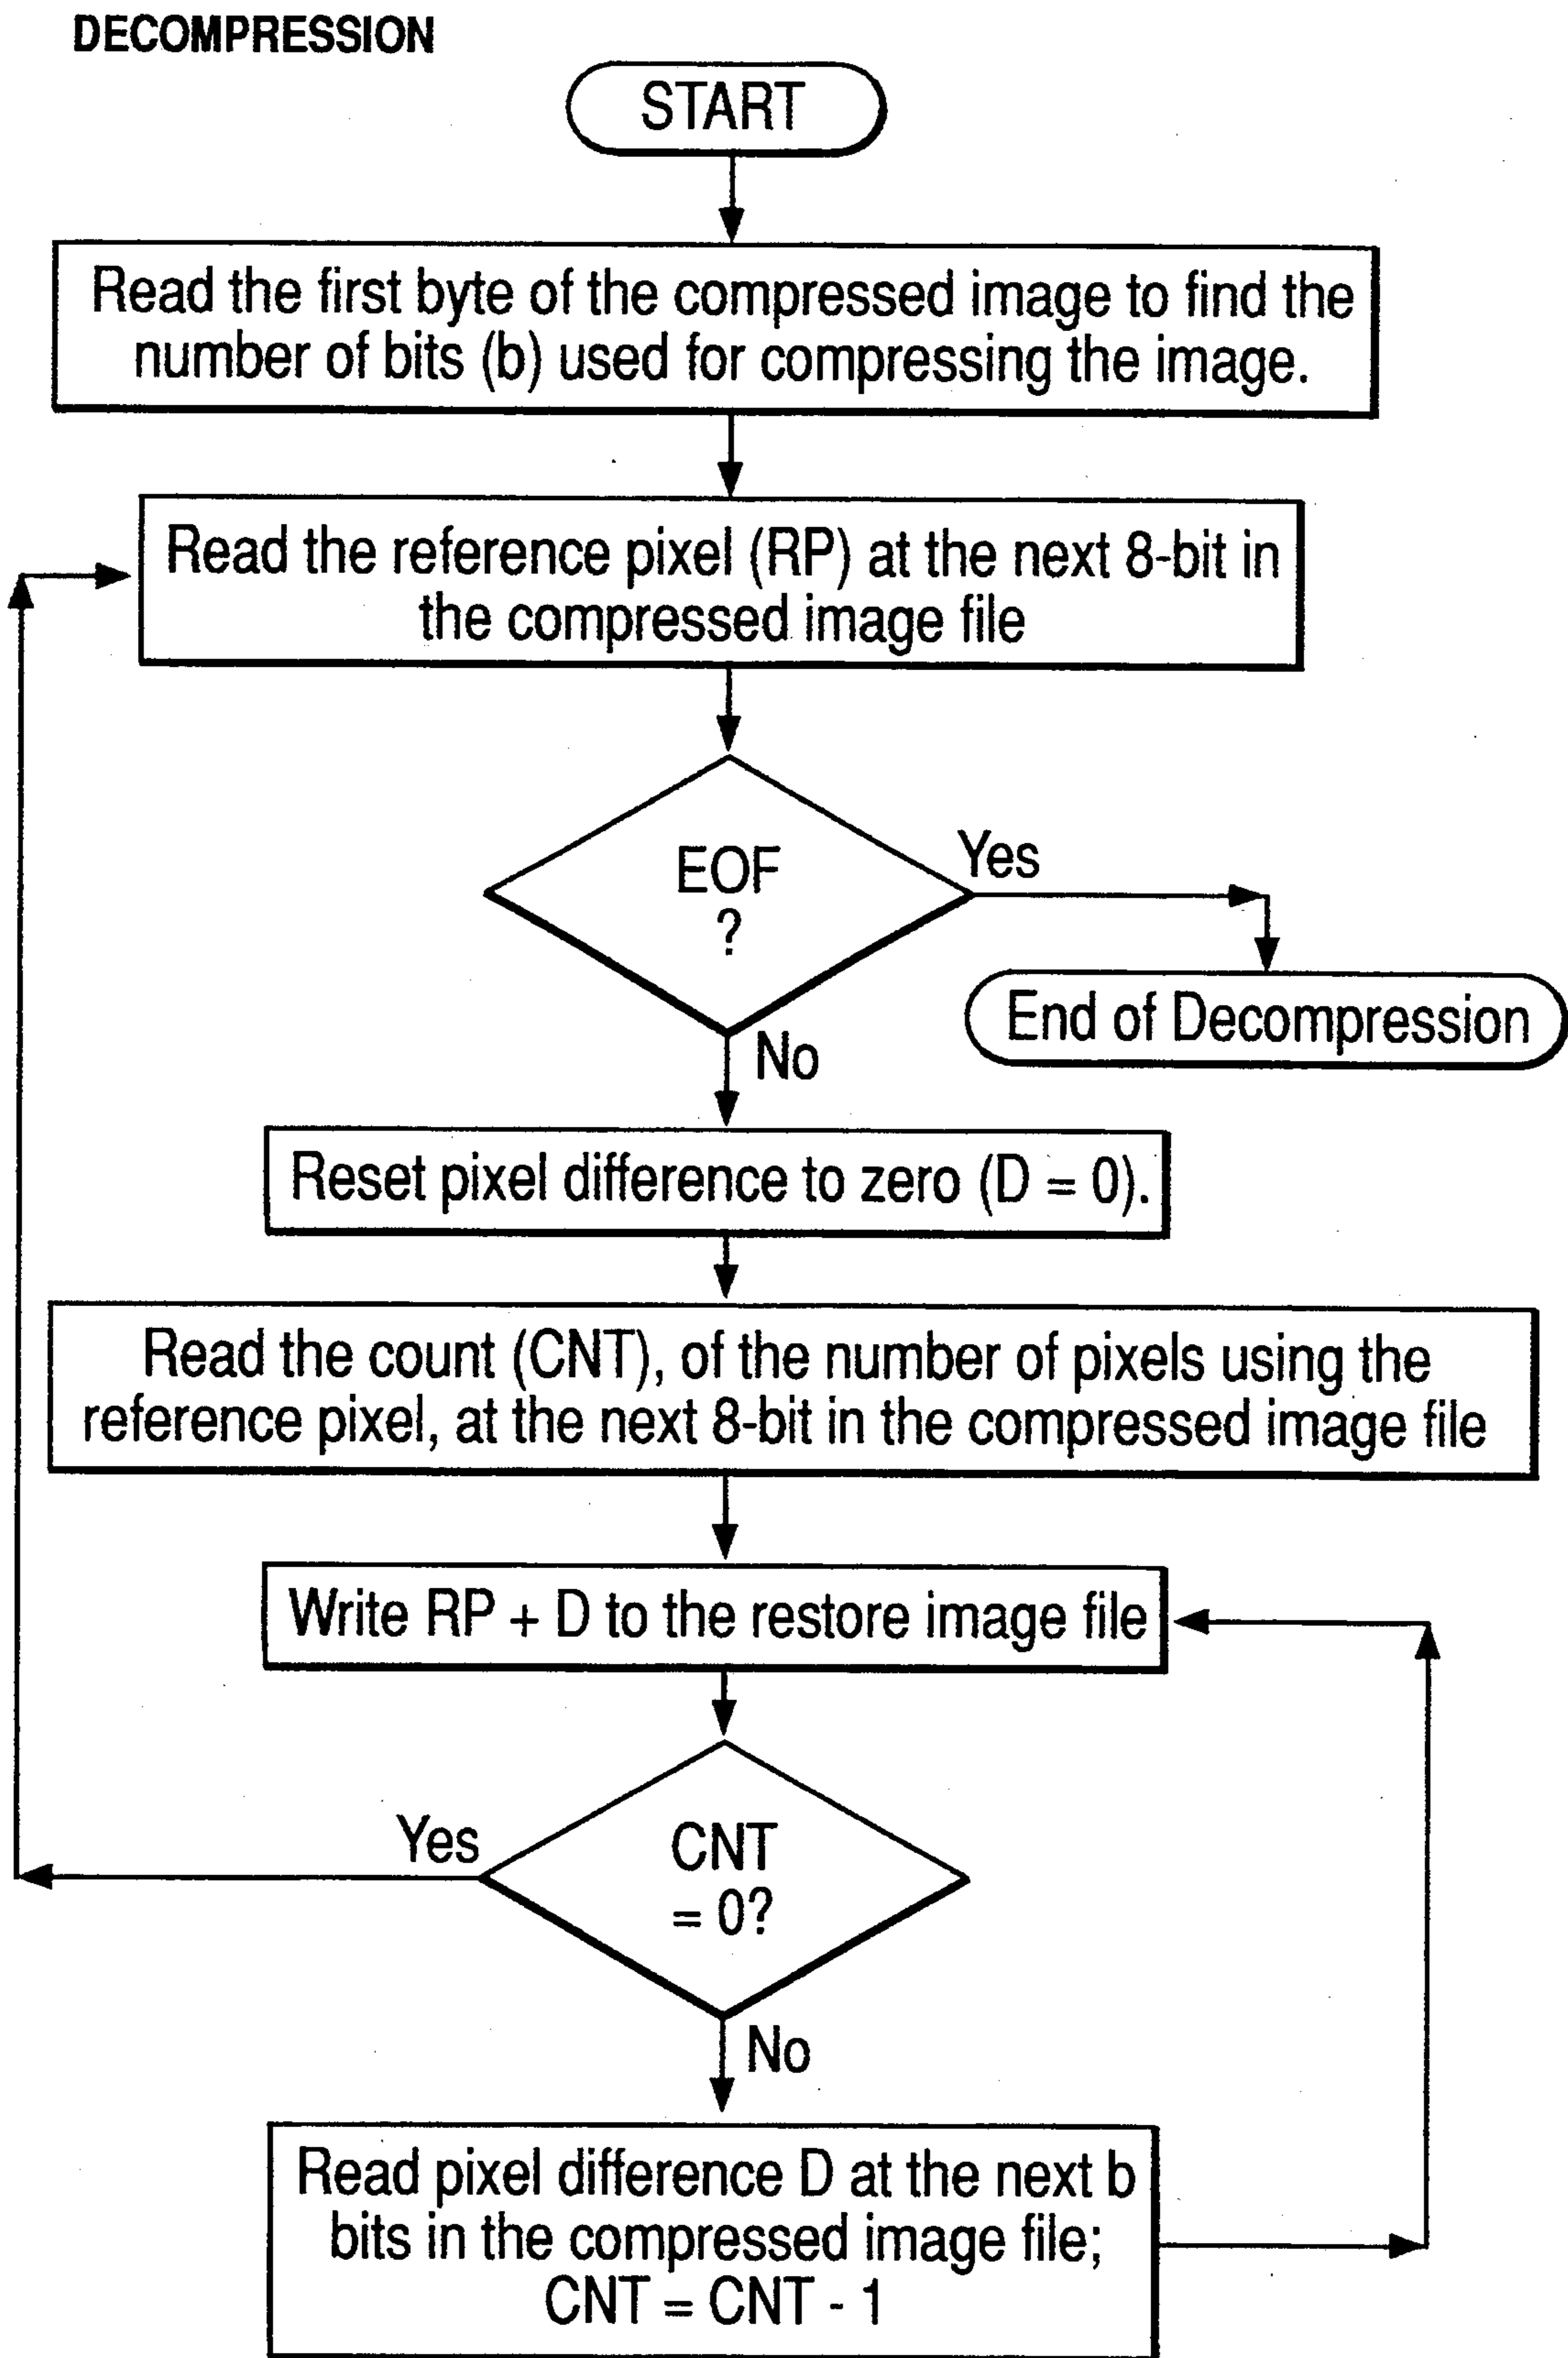 DECOMPRESSION
START
Read the first byte of the compressed image to find the
number of bits (b) used for compressing the image.
Read the reference pixel (RP) at the next 8-bit in
the compressed image file
EOF
?
Yes
End of Decompression
No
Reset pixel difference to zero (D = 0).
Read the count (CNT), of the number of pixels using the
reference pixel, at the next 8-bit in the compressed image file
Write RP + D to the restore image file
Yes
CNT
= 0?
No
Read pixel difference D at the next b
bits in the compressed image file;
CNT = CNT - 1